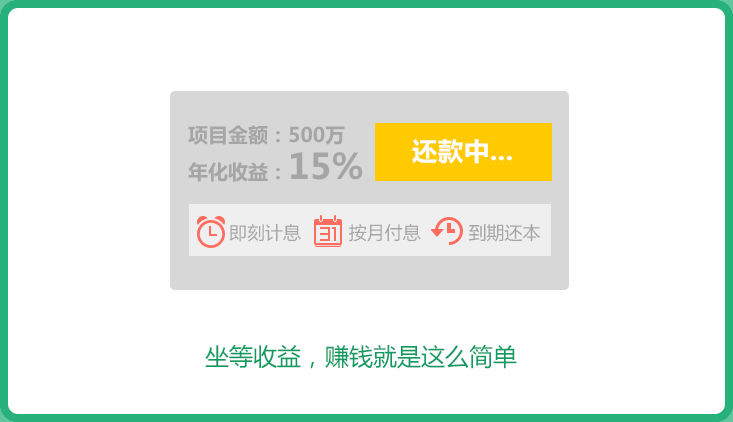 项目金额：500万
年化收益：15%
还款中...
即刻计息 31 按月付息 到期还本
坐等收益，赚钱就是这么简单